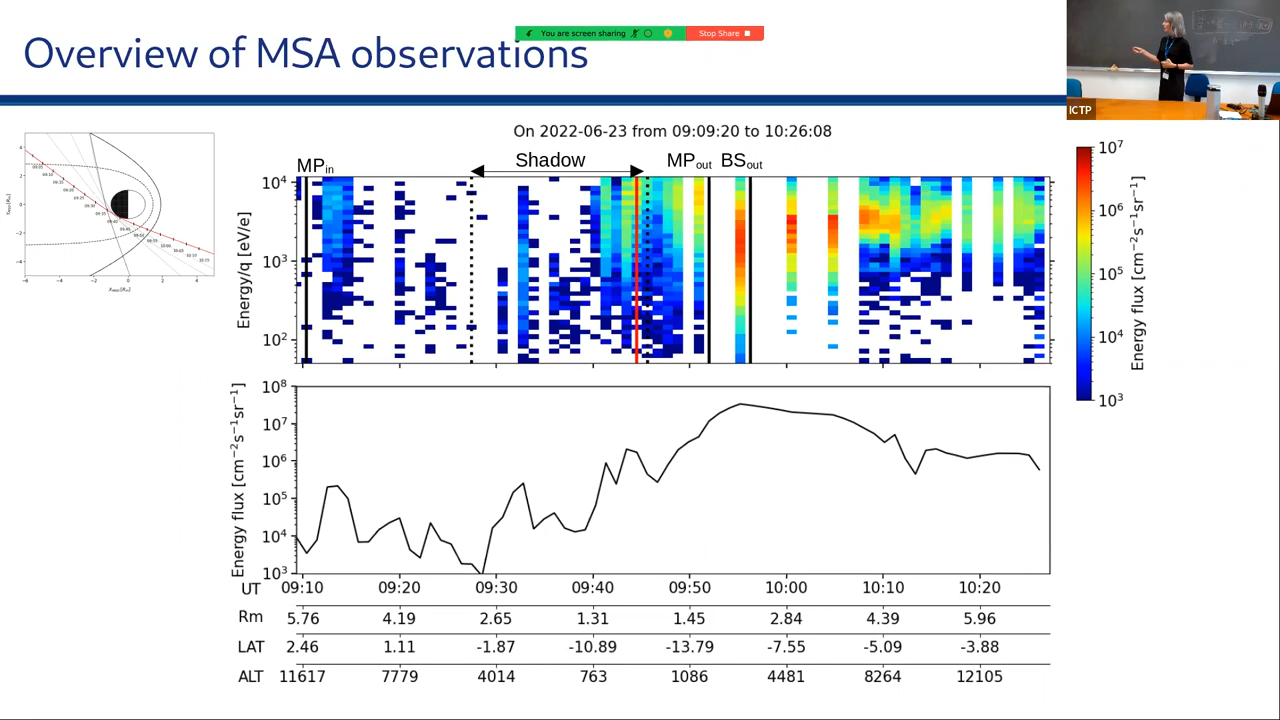 You are screen sharing
Stop Share
Overview of MSA observations
ICTP
On 2022-06-23 from 09:09:20 to 10:26:08
MPin
Shadow
MPout
BSout
10⁴
10³
10²
Energy/q [eV/e]
10⁷
10⁶
10⁵
10⁴
10³
Energy flux [cm⁻²s⁻¹sr⁻¹]
10⁸
10⁷
10⁶
10⁵
10⁴
10³
Energy flux [cm⁻²s⁻¹sr⁻¹]
UT 09:10 09:20 09:30 09:40 09:50 10:00 10:10 10:20
Rm 5.76 4.19 2.65 1.31 1.45 2.84 4.39 5.96
LAT 2.46 1.11 -1.87 -10.89 -13.79 -7.55 -5.09 -3.88
ALT 11617 7779 4014 763 1086 4481 8264 12105